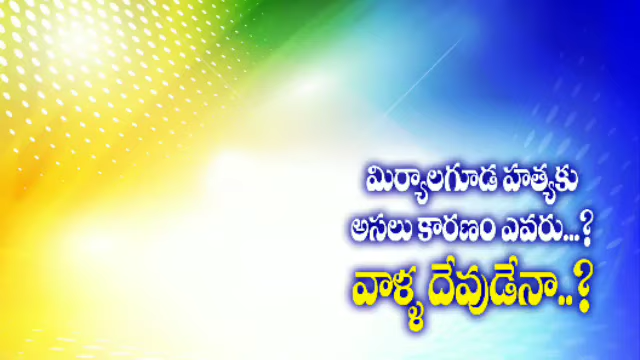 మిర్యాలగూడ హత్యకు
అసలు కారణం ఎవరు...?
వాళ్ళ దేవుడేనా..?